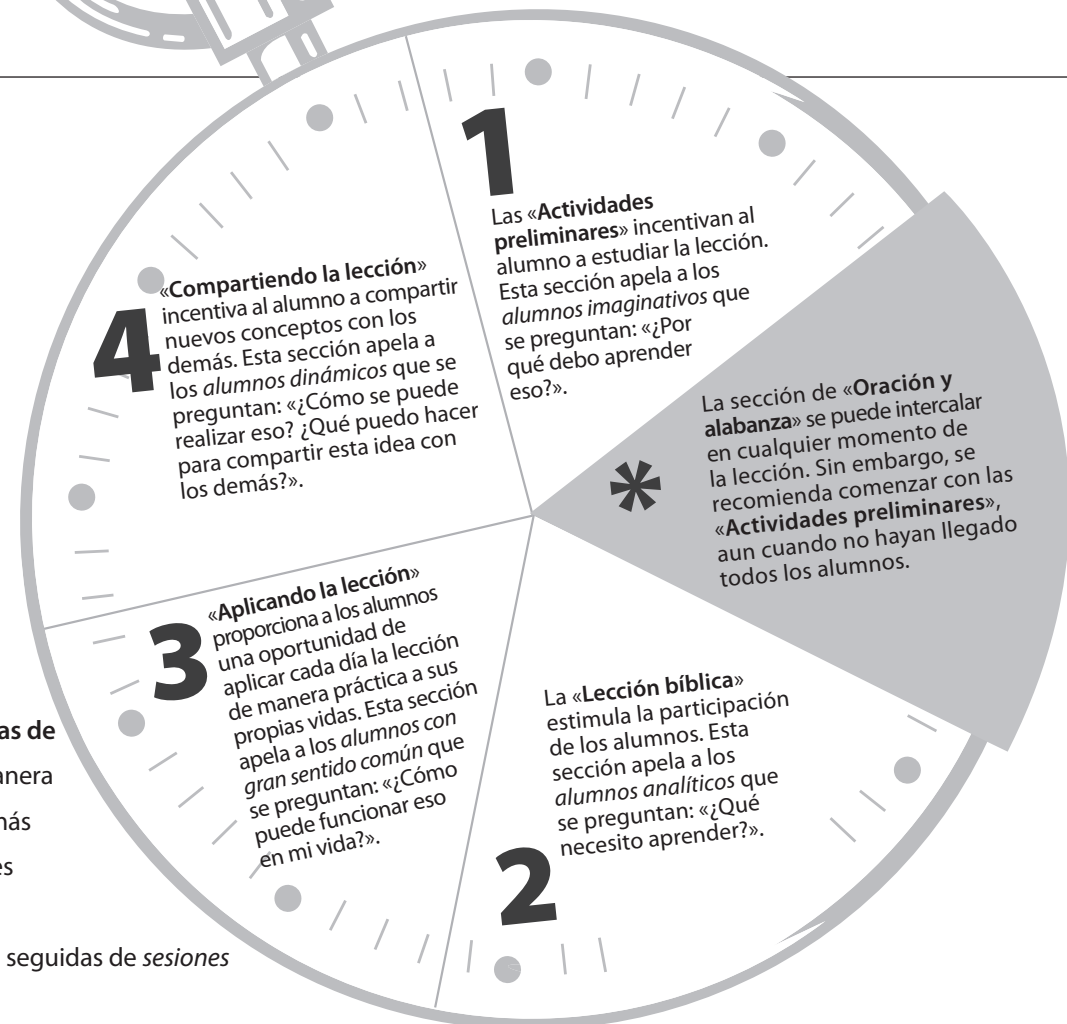 1
Las «Actividades
preliminares» incentivan al
alumno a estudiar la lección.
Esta sección apela a los
alumnos imaginativos que
se preguntan: «¿Por
qué debo aprender
eso?».
*
La sección de «Oración y
alabanza» se puede intercalar
en cualquier momento de
la lección. Sin embargo, se
recomienda comenzar con las
«Actividades preliminares»,
aun cuando no hayan llegado
todos los alumnos.
2
La «Lección bíblica»
estimula la participación
de los alumnos. Esta
sección apela a los
alumnos analíticos que
se preguntan: «¿Qué
necesito aprender?».
3
«Aplicando la lección»
proporciona a los alumnos
una oportunidad de
aplicar cada día la lección
de manera práctica a sus
propias vidas. Esta sección
apela a los alumnos con
gran sentido común que
se preguntan: «¿Cómo
puede funcionar eso
en mi vida?».
4
«Compartiendo la lección»
incentiva al alumno a compartir
nuevos conceptos con los
demás. Esta sección apela a
los alumnos dinámicos que se
preguntan: «¿Cómo se puede
realizar eso? ¿Qué puedo hacer
para compartir esta idea con
los demás?».
de
seguidas de sesiones